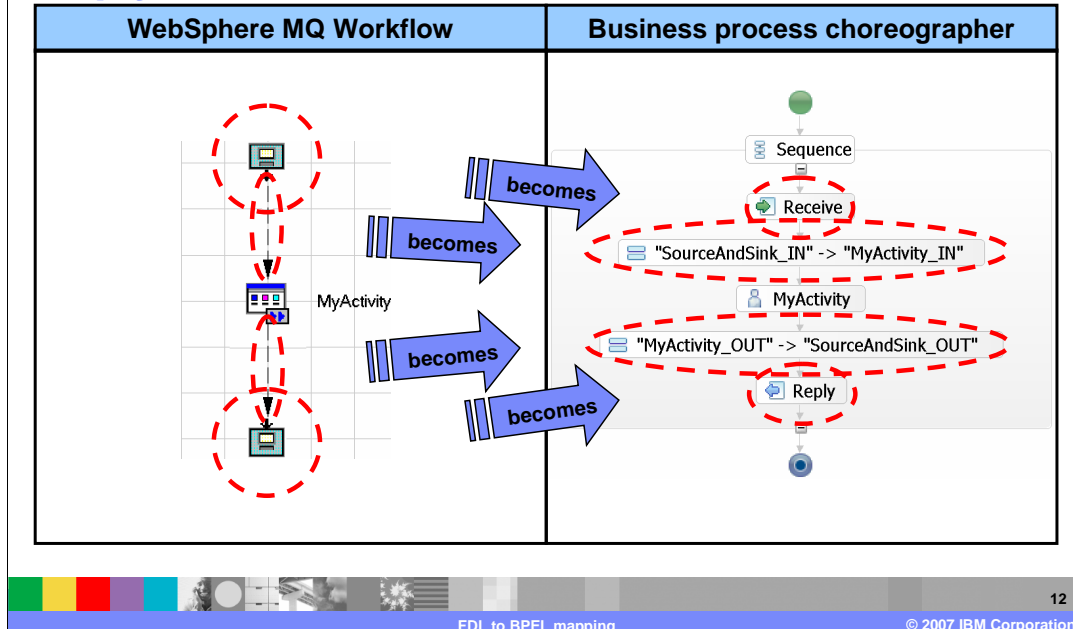 WebSphere MQ Workflow
Business process choreographer
MyActivity
becomes
becomes
becomes
becomes
Sequence
Receive
"SourceAndSink_IN" -> "MyActivity_IN"
MyActivity
"MyActivity_OUT" -> "SourceAndSink_OUT"
Reply
12
EDL to BPEL mapping
© 2007 IBM Corporation